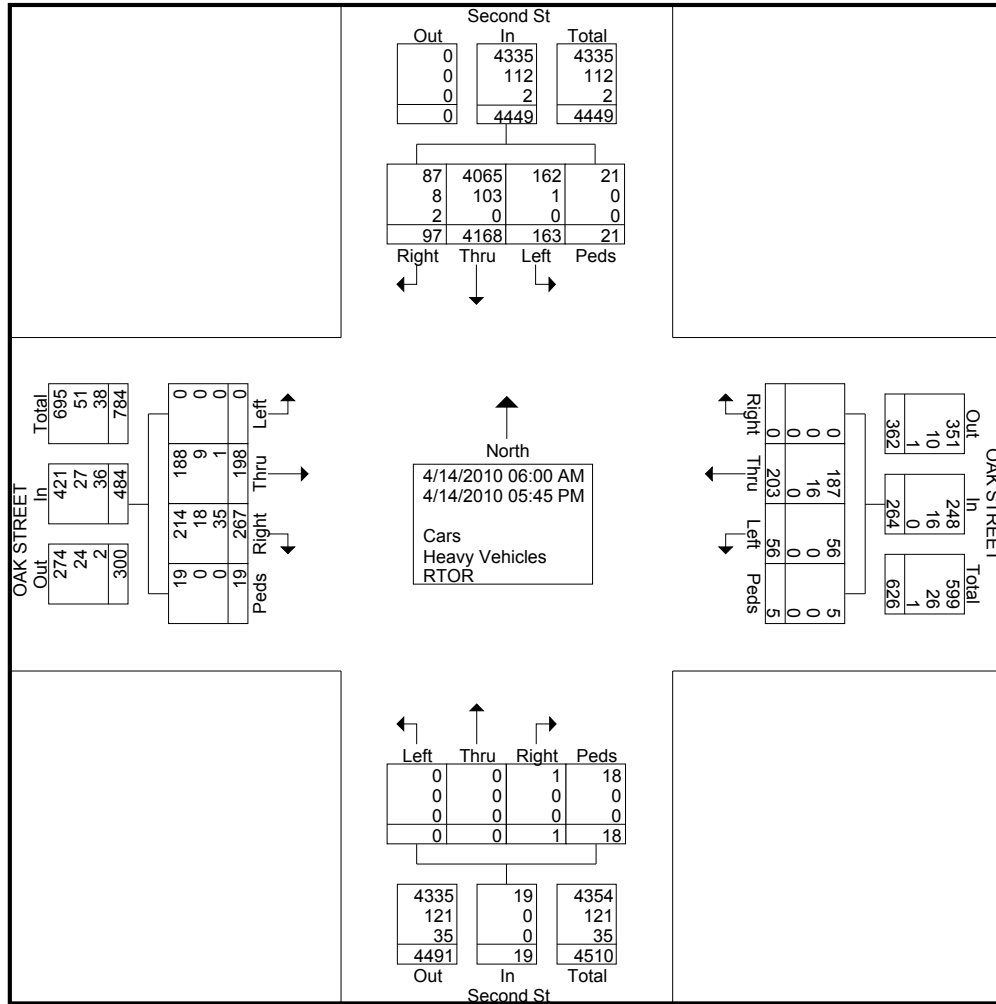 Second St
Out In Total
0 4335 4335
0 112 112
0 2 2
0 4449 4449
87 4065 162 21
8 103 1 0
2 0 0 0
97 4168 163 21
Right Thru Left Peds
OAK STREET
Total In Out
695 421 274
51 27 24
38 36 2
784 484 300
0 188 214 19
0 9 18 0
0 1 35 0
0 198 267 19
Left Thru Right Peds
North
4/14/2010 06:00 AM
4/14/2010 05:45 PM
Cars
Heavy Vehicles
RTOR
OAK STREET
Out In Total
351 248 599
10 16 26
1 0 1
362 264 626
0 187 56 5
0 16 0 0
0 0 0 0
0 203 56 5
Right Thru Left Peds
Left Thru Right Peds
0 0 1 18
0 0 0 0
0 0 0 0
0 0 1 18
4335 19 4354
121 0 121
35 0 35
4491 19 4510
Out In Total
Second St